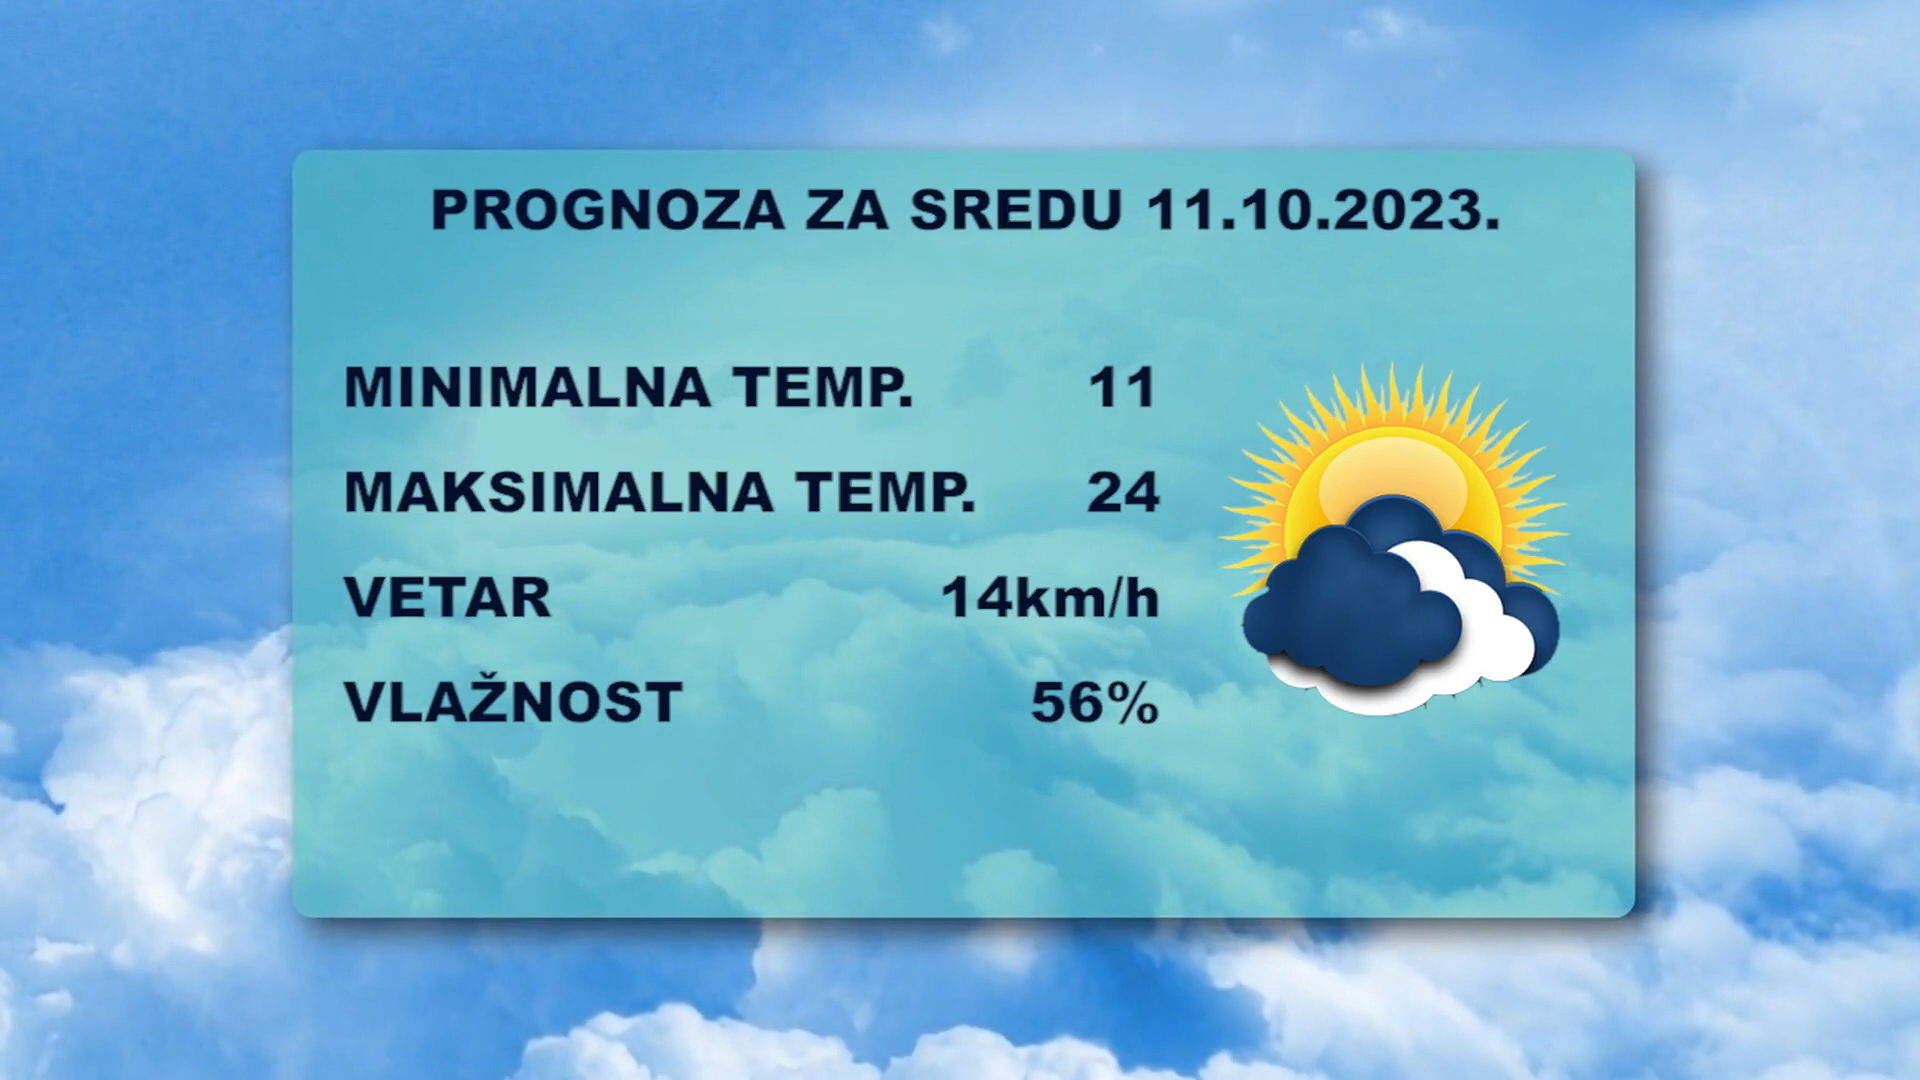 PROGNOZA ZA SREDU 11.10.2023.
MINIMALNA TEMP. 11
MAKSIMALNA TEMP. 24
VETAR 14km/h
VLAŽNOST 56%